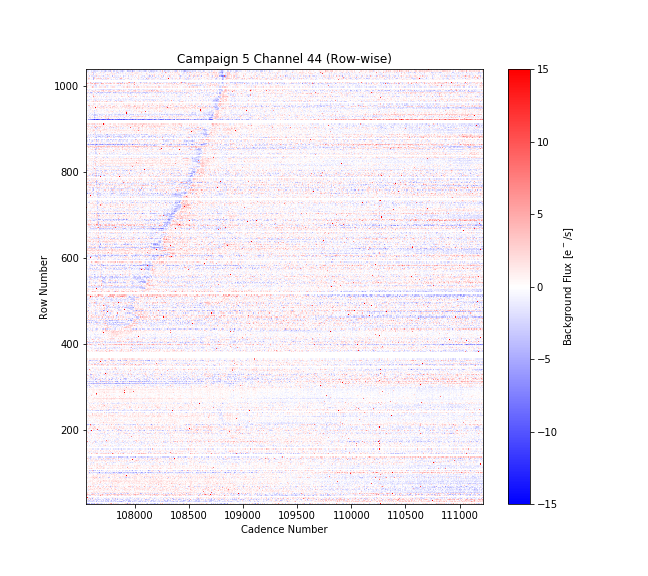 Campaign 5 Channel 44 (Row-wise)
1000
800
600
400
200
Row Number
108000 108500 109000 109500 110000 110500 111000
Cadence Number
15
10
5
0
−5
−10
−15
Background Flux [e⁻/s]